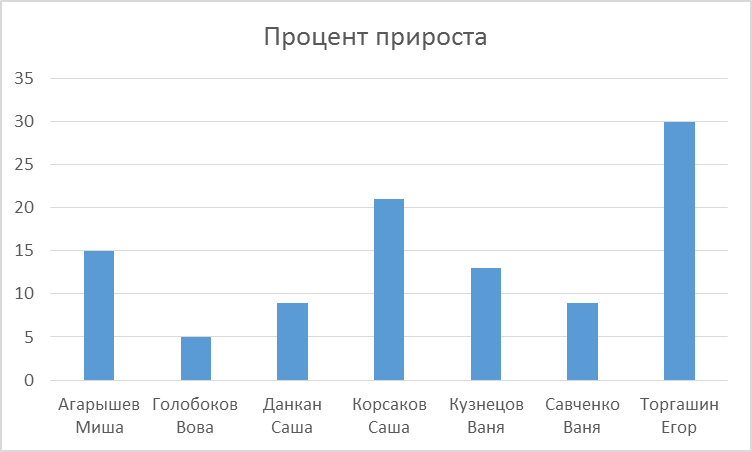 Процент прироста
35
30
25
20
15
10
5
0
Агарышев Миша
Голобоков Вова
Данкан Саша
Корсаков Саша
Кузнецов Ваня
Савченко Ваня
Торгашин Егор